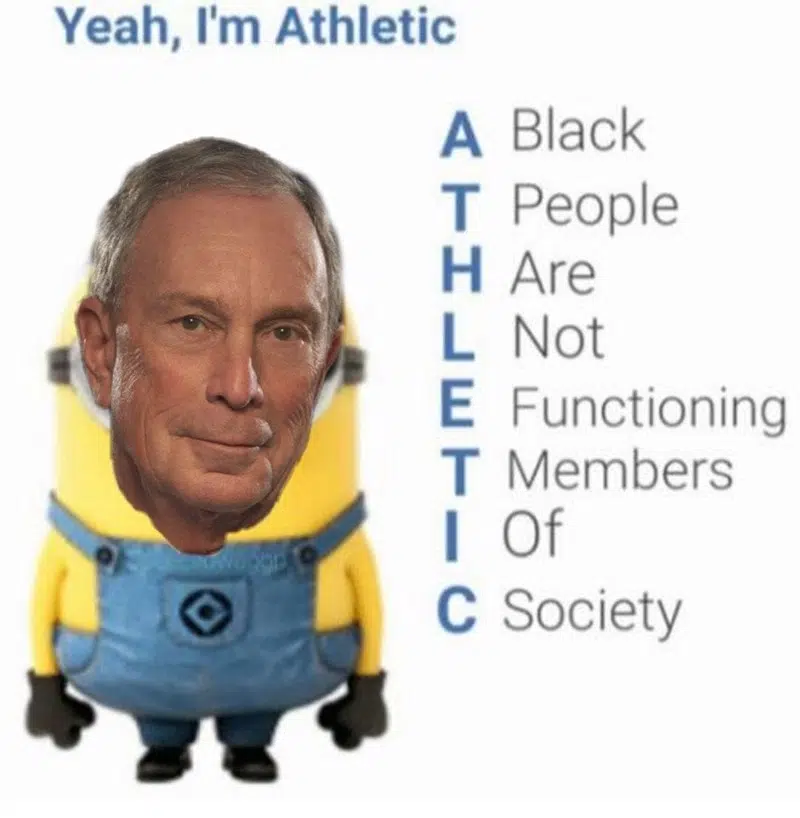 Yeah, I'm Athletic
A Black
T People
H Are
L Not
E Functioning
T Members
I Of
C Society